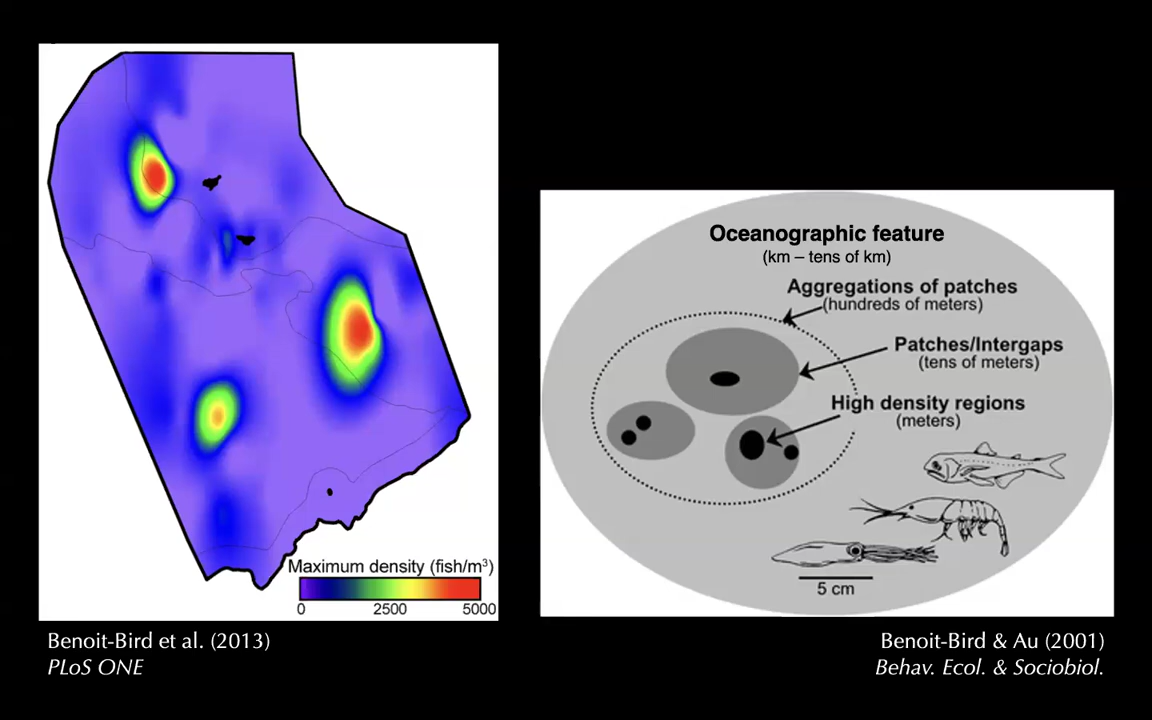 Maximum density (fish/m³)
0 2500 5000
Benoit-Bird et al. (2013)
PLoS ONE
Oceanographic feature
(km – tens of km)
Aggregations of patches
(hundreds of meters)
Patches/Intergaps
(tens of meters)
High density regions
(meters)
5 cm
Benoit-Bird & Au (2001)
Behav. Ecol. & Sociobiol.